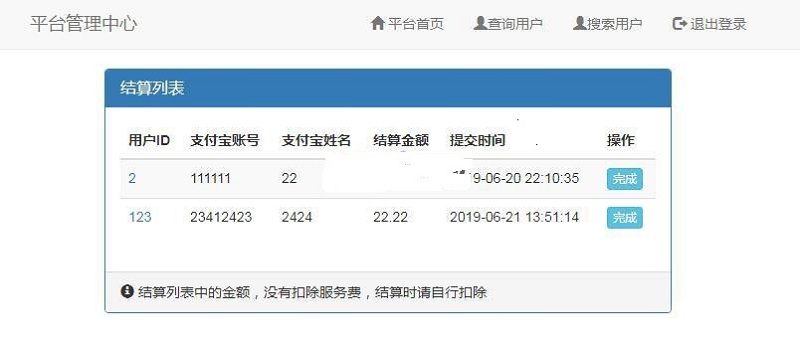 平台管理中心 平台首页 查询用户 搜索用户 退出登录
结算列表
用户ID 支付宝账号 支付宝姓名 结算金额 提交时间 操作
2 111111 22 19-06-20 22:10:35 完成
123 23412423 2424 22.22 2019-06-21 13:51:14 完成
结算列表中的金额，没有扣除服务费，结算时请自行扣除